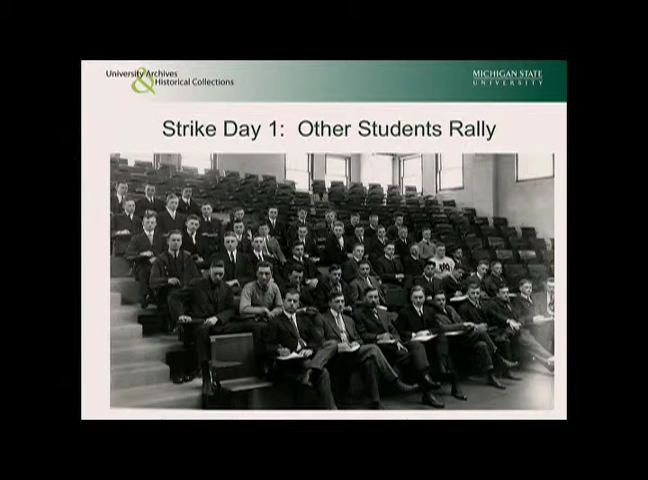 University Archives
& Historical Collections
MICHIGAN STATE
UNIVERSITY
Strike Day 1: Other Students Rally